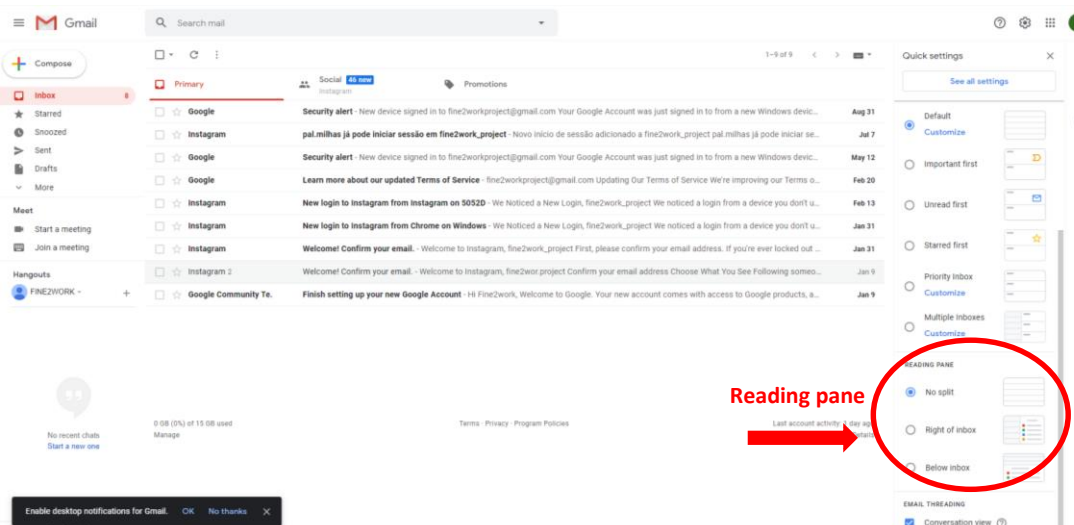 Gmail
Search mail
Compose
Inbox 8
Starred
Snoozed
Sent
Drafts
More
Meet
Start a meeting
Join a meeting
Hangouts
FINE2WORK
No recent chats
Start a new one
1–9 of 9
Primary
Social 46 new
Instagram
Promotions
Google Security alert - New device signed in to fine2workproject@gmail.com Your Google Account was just signed in to from a new Windows devic... Aug 31
Instagram pal.milhas já pode iniciar sessão em fine2work_project - Novo início de sessão adicionado a fine2work_project pal.milhas já pode iniciar se... Jul 7
Google Security alert - New device signed in to fine2workproject@gmail.com Your Google Account was just signed in to from a new Windows devic... May 12
Google Learn more about our updated Terms of Service - fine2workproject@gmail.com Updating Our Terms of Service We're improving our Terms o... Feb 20
Instagram New login to Instagram from Instagram on 5052D - We Noticed a New Login, fine2work_project We noticed a login from a device you don't u... Feb 13
Instagram New login to Instagram from Chrome on Windows - We Noticed a New Login, fine2work_project We noticed a login from a device you don't u... Jan 31
Instagram Welcome! Confirm your email. - Welcome to Instagram, fine2work_project First, please confirm your email address. If you're ever locked out ... Jan 31
Instagram 2 Welcome! Confirm your email. - Welcome to Instagram, fine2wor.project Confirm your email address Choose What You See Following someo... Jan 9
Google Community Te. Finish setting up your new Google Account - Hi Fine2work, Welcome to Google. Your new account comes with access to Google products, a... Jan 9
0 GB (0%) of 15 GB used
Manage
Terms · Privacy · Program Policies
Last account activity: 1 day ago
Details
Reading pane
Quick settings
See all settings
Default
Customize
Important first
Unread first
Starred first
Priority Inbox
Customize
Multiple Inboxes
Customize
READING PANE
No split
Right of inbox
Below inbox
EMAIL THREADING
Conversation view
Enable desktop notifications for Gmail. OK No thanks